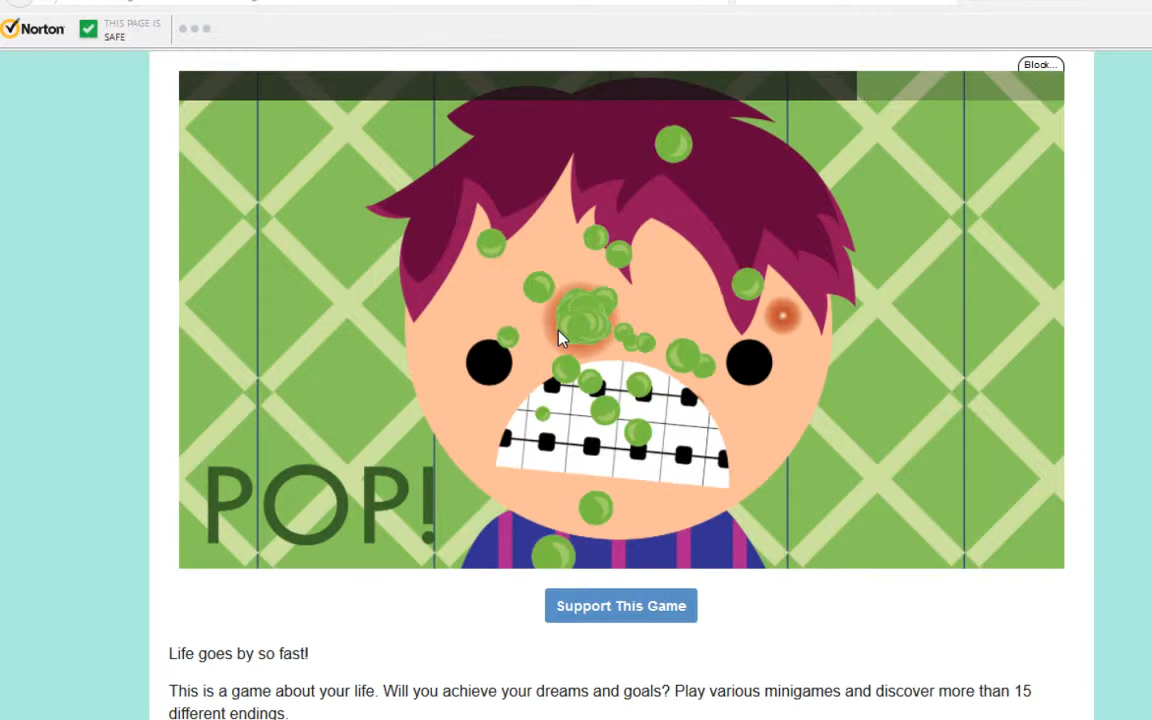 Norton
THIS PAGE IS
SAFE
Block...
POP!
Support This Game
Life goes by so fast!
This is a game about your life. Will you achieve your dreams and goals? Play various minigames and discover more than 15
different endings.